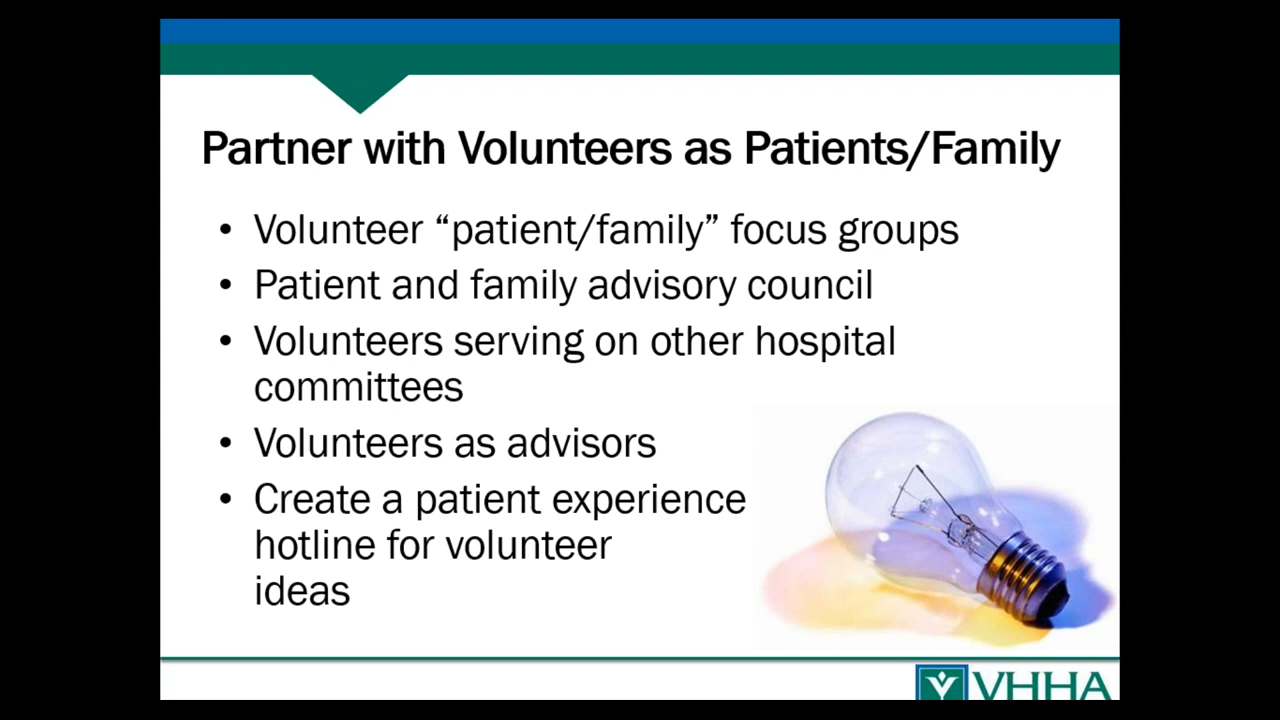 Partner with Volunteers as Patients/Family
• Volunteer “patient/family” focus groups
• Patient and family advisory council
• Volunteers serving on other hospital
committees
• Volunteers as advisors
• Create a patient experience
hotline for volunteer
ideas
VHHA